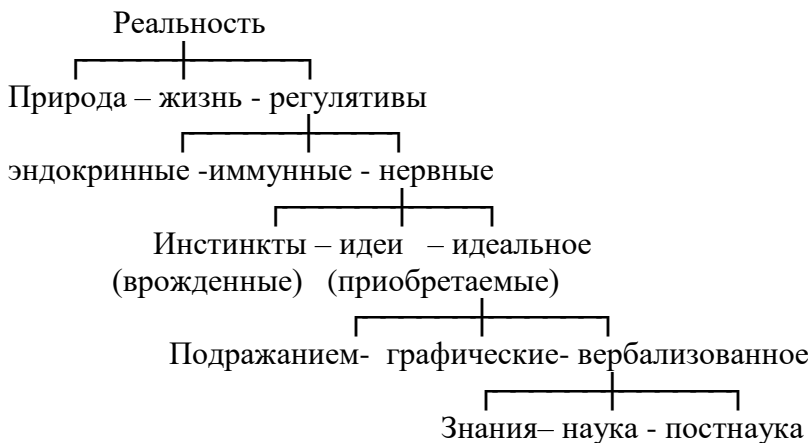 Реальность
Природа – жизнь - регулятивы
эндокринные -иммунные - нервные
Инстинкты – идеи – идеальное
(врожденные) (приобретаемые)
Подражанием- графические- вербализованное
Знания– наука - постнаука